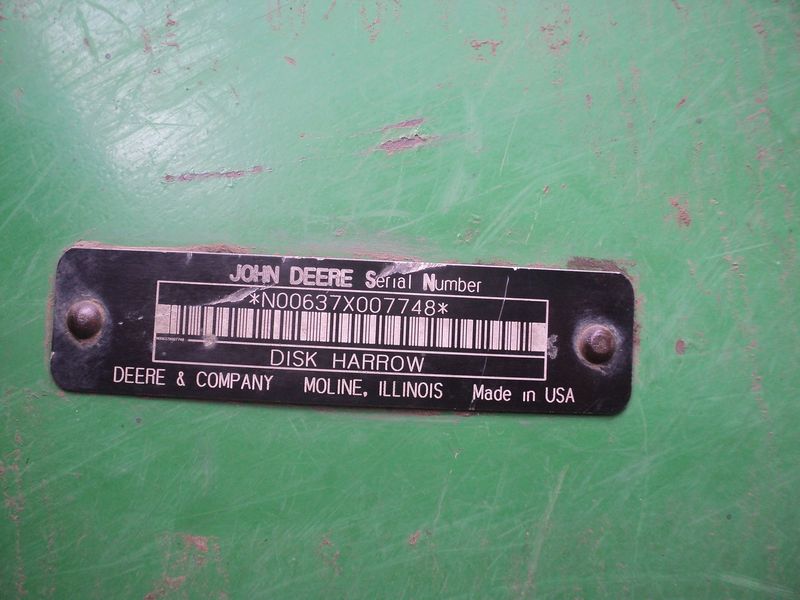 JOHN DEERE Serial Number
*N00637X007748*
DISK HARROW
DEERE & COMPANY MOLINE, ILLINOIS Made in USA